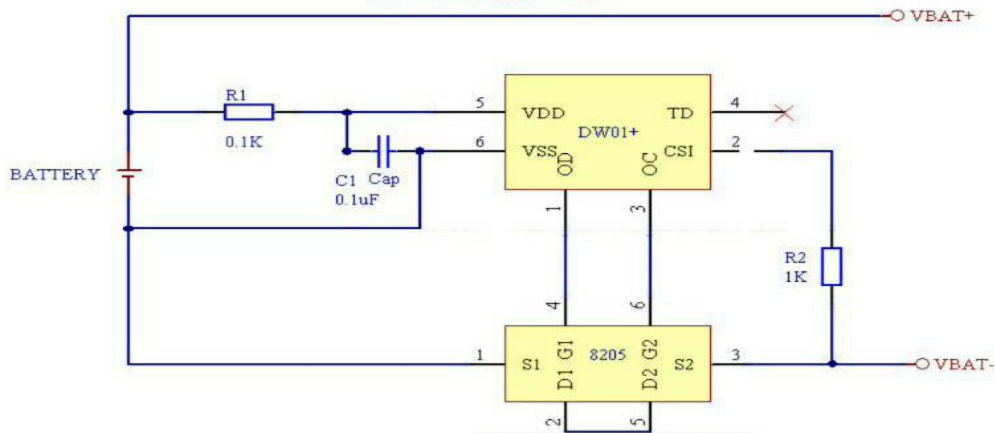 VBAT+
R1
0.1K
5
VDD
TD
4
DW01+
6
VSS
CSI
2
OD
OC
C1 Cap
0.1uF
BATTERY
1
3
R2
1K
4
6
1
S1
G1
8205
G2
S2
3
VBAT-
D1
D2
2
5